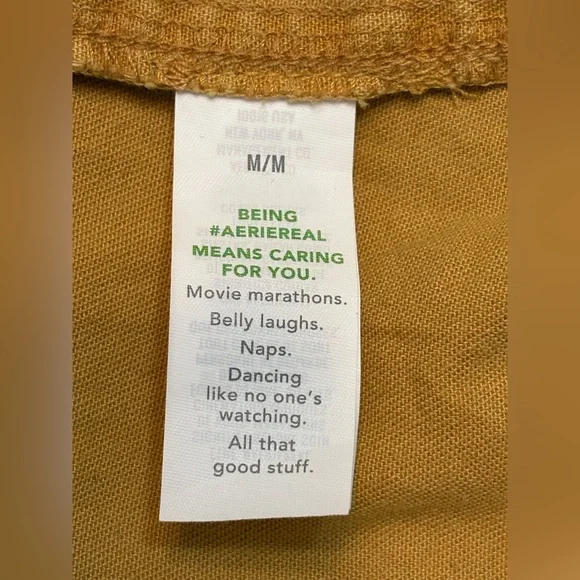 M/M
BEING
#AERIEREAL
MEANS CARING
FOR YOU.
Movie marathons.
Belly laughs.
Naps.
Dancing
like no one's
watching.
All that
good stuff.